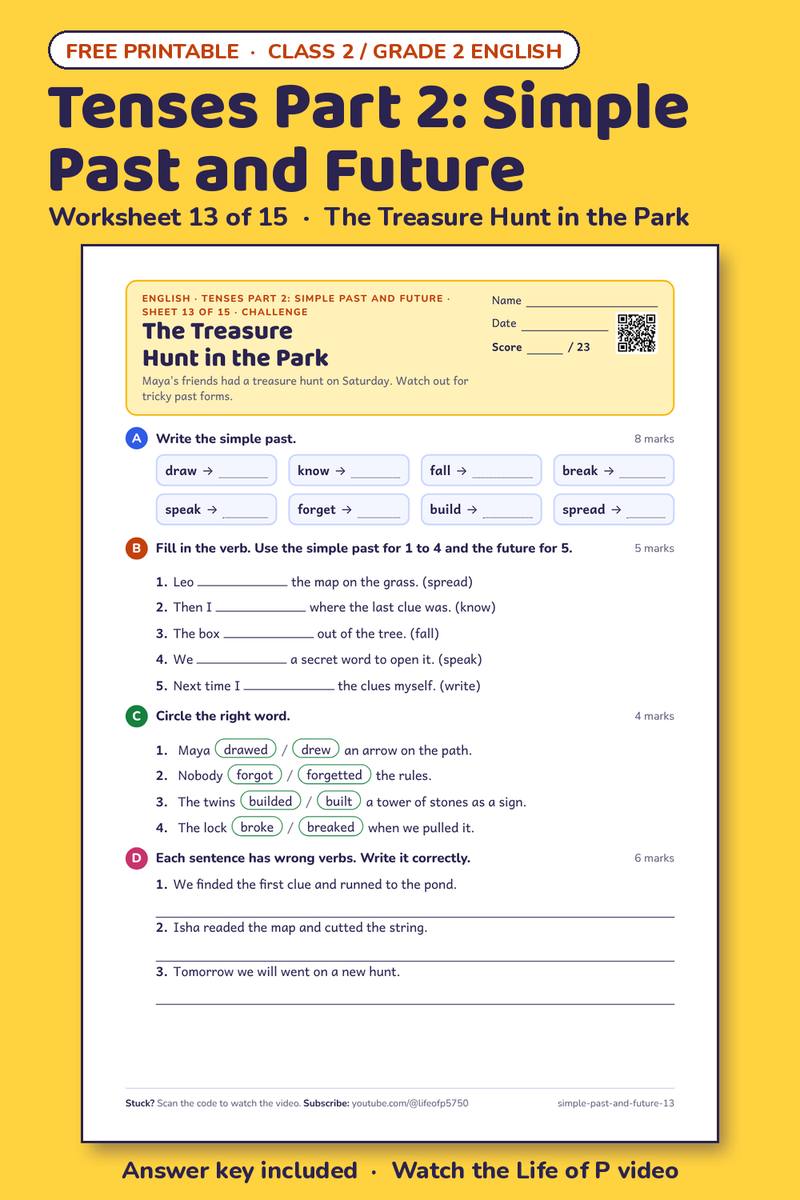 FREE PRINTABLE · CLASS 2 / GRADE 2 ENGLISH
Tenses Part 2: Simple
Past and Future
Worksheet 13 of 15 · The Treasure Hunt in the Park
ENGLISH · TENSES PART 2: SIMPLE PAST AND FUTURE ·
SHEET 13 OF 15 · CHALLENGE
The Treasure
Hunt in the Park
Maya's friends had a treasure hunt on Saturday. Watch out for
tricky past forms.
Name
Date
Score / 23
A Write the simple past. 8 marks
draw → know → fall → break →
speak → forget → build → spread →
B Fill in the verb. Use the simple past for 1 to 4 and the future for 5. 5 marks
1. Leo ____ the map on the grass. (spread)
2. Then I ____ where the last clue was. (know)
3. The box ____ out of the tree. (fall)
4. We ____ a secret word to open it. (speak)
5. Next time I ____ the clues myself. (write)
C Circle the right word. 4 marks
1. Maya drawed / drew an arrow on the path.
2. Nobody forgot / forgetted the rules.
3. The twins builded / built a tower of stones as a sign.
4. The lock broke / breaked when we pulled it.
D Each sentence has wrong verbs. Write it correctly. 6 marks
1. We finded the first clue and runned to the pond.
2. Isha readed the map and cutted the string.
3. Tomorrow we will went on a new hunt.
Stuck? Scan the code to watch the video. Subscribe: youtube.com/@lifeofp5750 simple-past-and-future-13
Answer key included · Watch the Life of P video